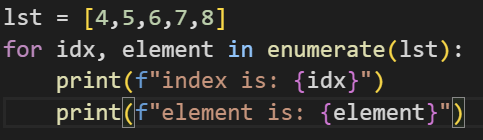 lst = [4,5,6,7,8]
for idx, element in enumerate(lst):
    print(f"index is: {idx}")
    print(f"element is: {element}")